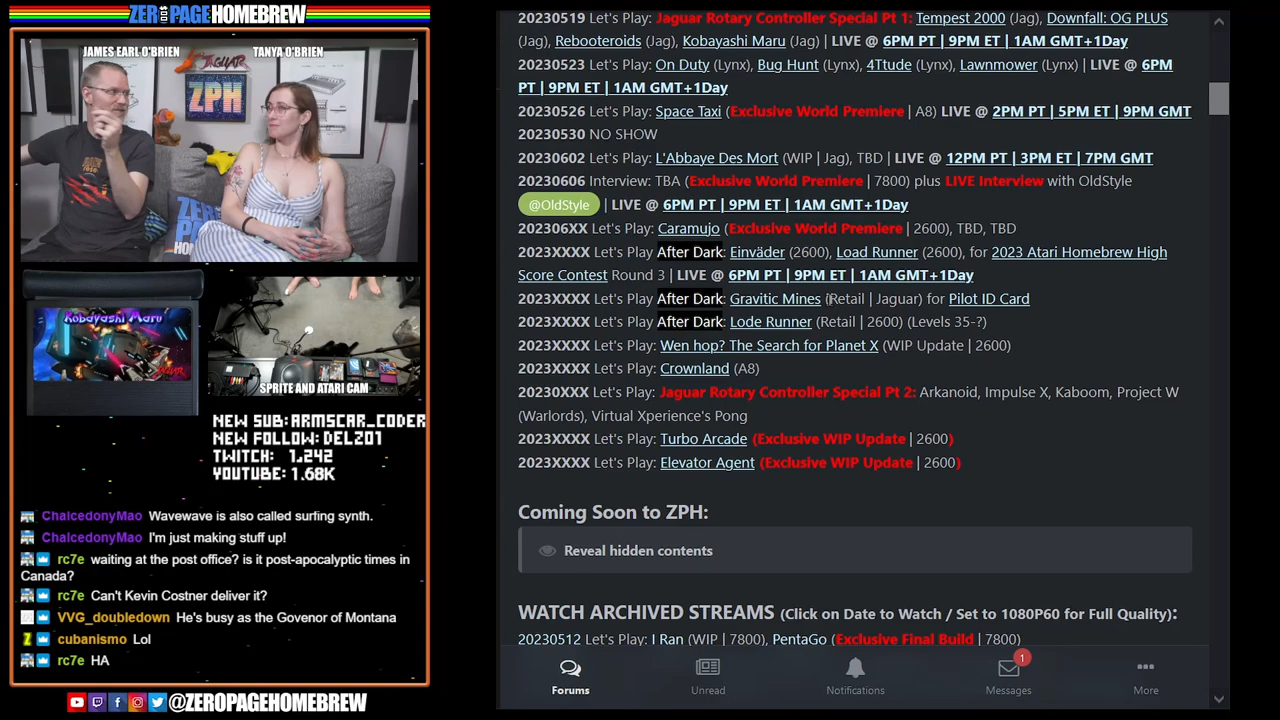 ZERO PAGE HOMEBREW
JAMES EARL O'BRIEN
TANYA O'BRIEN
JAGUAR
ZPH
Kobayashi Maru
JAGUAR
SPRITE AND ATARI CAM
NEW SUB:ARMSCAR_CODER
NEW FOLLOW:DELZ01
TWITCH: 1,242
YOUTUBE: 1.68K
ChalcedonyMao Wavewave is also called surfing synth.
ChalcedonyMao I'm just making stuff up!
rc7e waiting at the post office? is it post-apocalyptic times in
Canada?
rc7e Can't Kevin Costner deliver it?
VVG_doubledown He's busy as the Govenor of Montana
cubanismo Lol
rc7e HA
@ZEROPAGEHOMEBREW
20230519 Let's Play: Jaguar Rotary Controller Special Pt 1: Tempest 2000 (Jag), Downfall: OG PLUS
(Jag), Rebooteroids (Jag), Kobayashi Maru (Jag) | LIVE @ 6PM PT | 9PM ET | 1AM GMT+1Day
20230523 Let's Play: On Duty (Lynx), Bug Hunt (Lynx), 4Ttude (Lynx), Lawnmower (Lynx) | LIVE @ 6PM
PT | 9PM ET | 1AM GMT+1Day
20230526 Let's Play: Space Taxi (Exclusive World Premiere | A8) LIVE @ 2PM PT | 5PM ET | 9PM GMT
20230530 NO SHOW
20230602 Let's Play: L'Abbaye Des Mort (WIP | Jag), TBD | LIVE @ 12PM PT | 3PM ET | 7PM GMT
20230606 Interview: TBA (Exclusive World Premiere | 7800) plus LIVE Interview with OldStyle
@OldStyle | LIVE @ 6PM PT | 9PM ET | 1AM GMT+1Day
202306XX Let's Play: Caramujo (Exclusive World Premiere | 2600), TBD, TBD
2023XXXX Let's Play After Dark: Einväder (2600), Load Runner (2600), for 2023 Atari Homebrew High
Score Contest Round 3 | LIVE @ 6PM PT | 9PM ET | 1AM GMT+1Day
2023XXXX Let's Play After Dark: Gravitic Mines (Retail | Jaguar) for Pilot ID Card
2023XXXX Let's Play After Dark: Lode Runner (Retail | 2600) (Levels 35-?)
2023XXXX Let's Play: Wen hop? The Search for Planet X (WIP Update | 2600)
2023XXXX Let's Play: Crownland (A8)
20230XXX Let's Play: Jaguar Rotary Controller Special Pt 2: Arkanoid, Impulse X, Kaboom, Project W
(Warlords), Virtual Xperience's Pong
2023XXXX Let's Play: Turbo Arcade (Exclusive WIP Update | 2600)
2023XXXX Let's Play: Elevator Agent (Exclusive WIP Update | 2600)
Coming Soon to ZPH:
Reveal hidden contents
WATCH ARCHIVED STREAMS (Click on Date to Watch / Set to 1080P60 for Full Quality):
20230512 Let's Play: I Ran (WIP | 7800), PentaGo (Exclusive Final Build | 7800)
1
Forums
Unread
Notifications
Messages
More